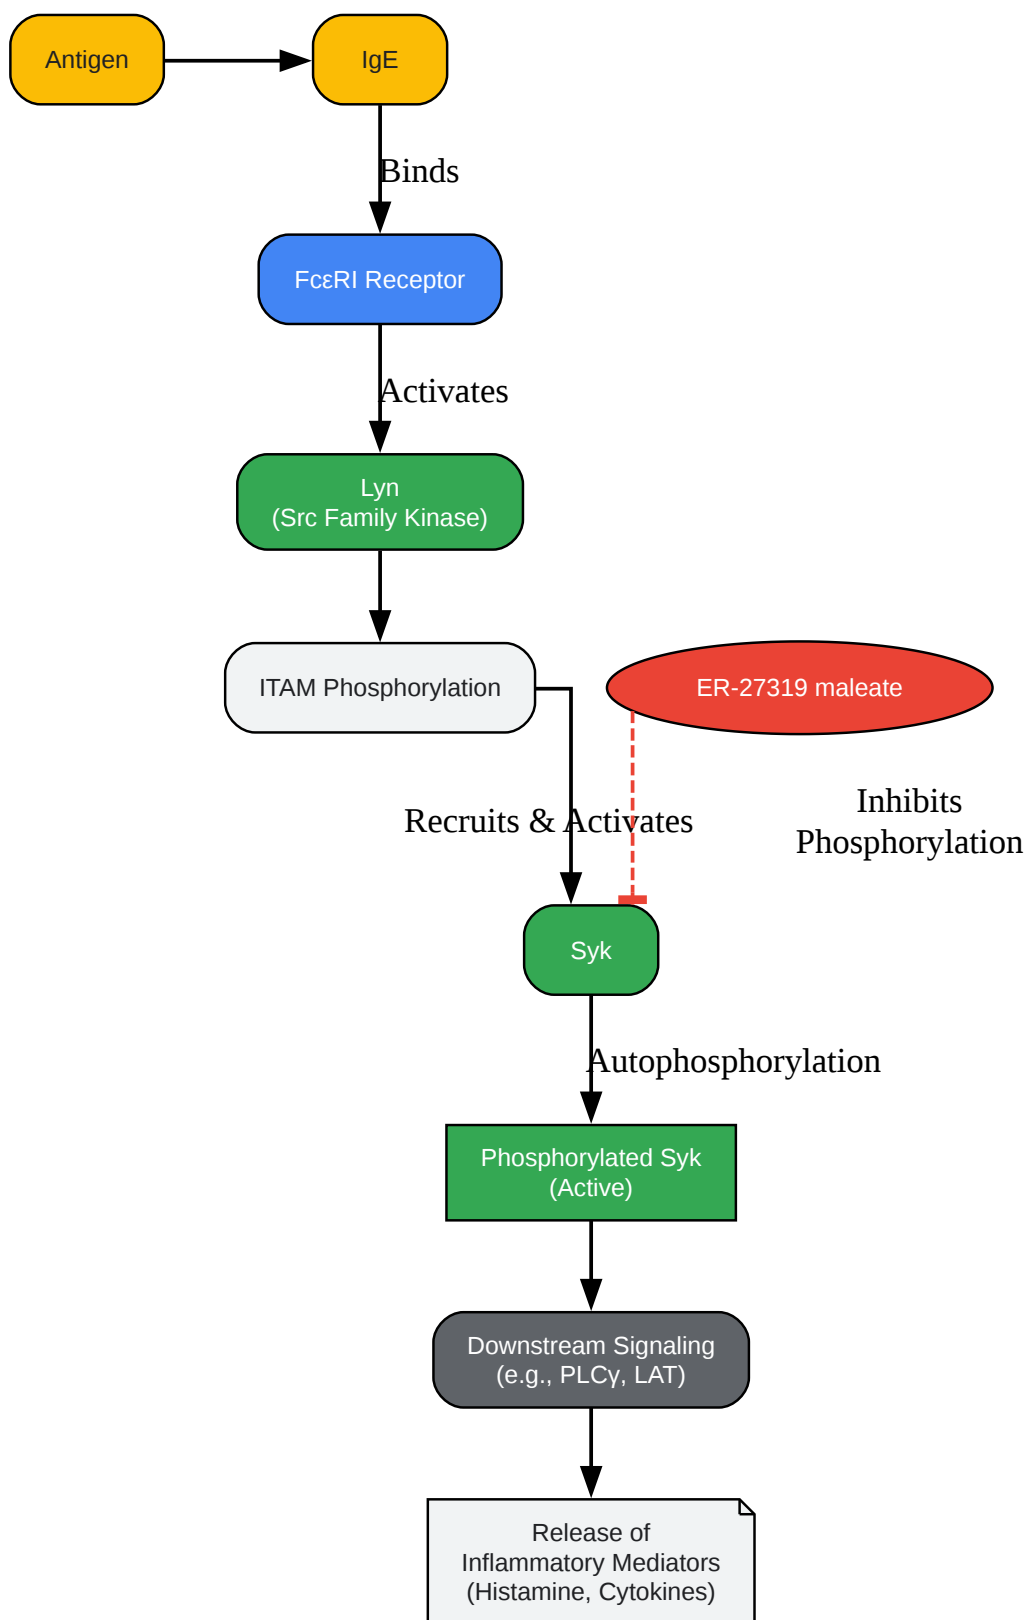 Antigen
IgE
Binds
FcεRI Receptor
Activates
Lyn
(Src Family Kinase)
ITAM Phosphorylation
ER-27319 maleate
Recruits & Activates
Inhibits
Phosphorylation
Syk
Autophosphorylation
Phosphorylated Syk
(Active)
Downstream Signaling
(e.g., PLCγ, LAT)
Release of
Inflammatory Mediators
(Histamine, Cytokines)